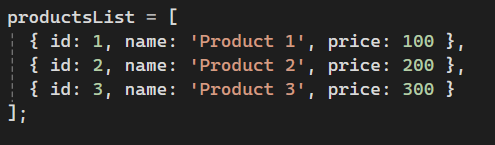 productsList = [
  { id: 1, name: 'Product 1', price: 100 },
  { id: 2, name: 'Product 2', price: 200 },
  { id: 3, name: 'Product 3', price: 300 }
];